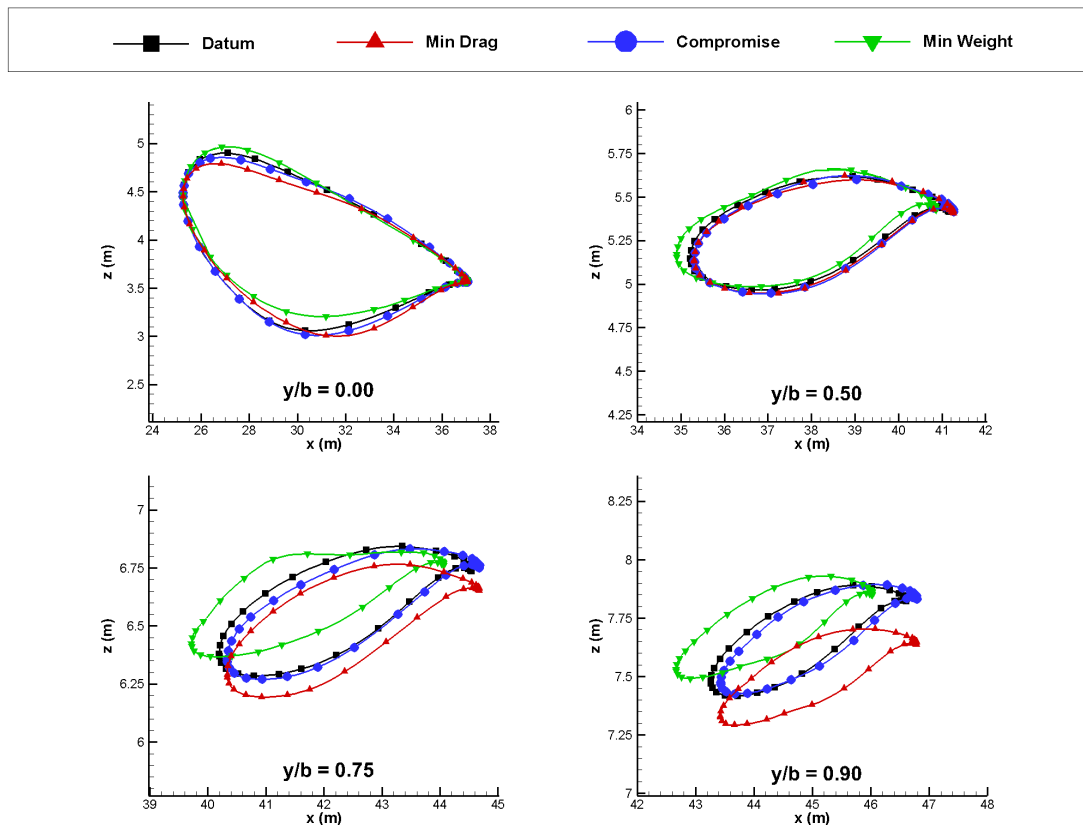 Datum Min Drag Compromise Min Weight
5
4.5
4
3.5
3
2.5
z (m)
24 26 28 30 32 34 36 38
x (m)
y/b = 0.00
6
5.75
5.5
5.25
5
4.75
4.5
4.25
z (m)
34 35 36 37 38 39 40 41 42
x (m)
y/b = 0.50
7
6.75
6.5
6.25
6
z (m)
39 40 41 42 43 44 45
x (m)
y/b = 0.75
8.25
8
7.75
7.5
7.25
7
z (m)
42 43 44 45 46 47 48
x (m)
y/b = 0.90